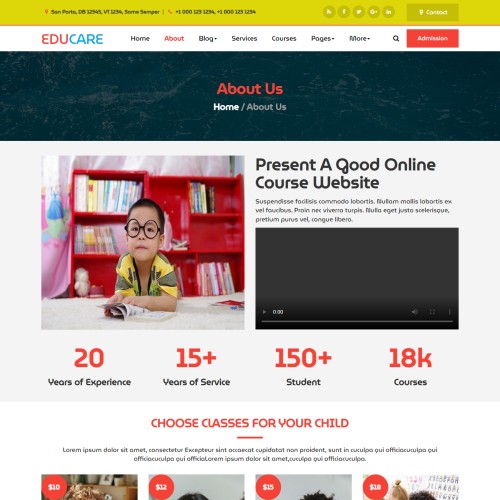 San Porto, DB 12345, VT 1234, Some Semper | +1 000 123 1234, +1 000 123 1234
Contact
EDUCARE
Home About Blog Services Courses Pages More
Admission
About Us
Home / About Us
Present A Good Online
Course Website
Suspendisse facilisis commodo lobortis. Nullam mollis lobortis ex
vel faucibus. Proin nec viverra turpis. Nulla eget justo scelerisque,
pretium purus vel, congue libero.
0:00
20 15+ 150+ 18k
Years of Experience Years of Service Student Courses
CHOOSE CLASSES FOR YOUR CHILD
Lorem ipsum dolor sit amet, consectetur Excepteur sint occaecat cupidatat non proident, sunt in cuculpa qui officiacuculpa qui
officiacuculpa qui officiaLorem ipsum dolor sit amet,cuculpa qui officiacuculpa qui officiacuculpa qui officia.
$10 $12 $15 $18